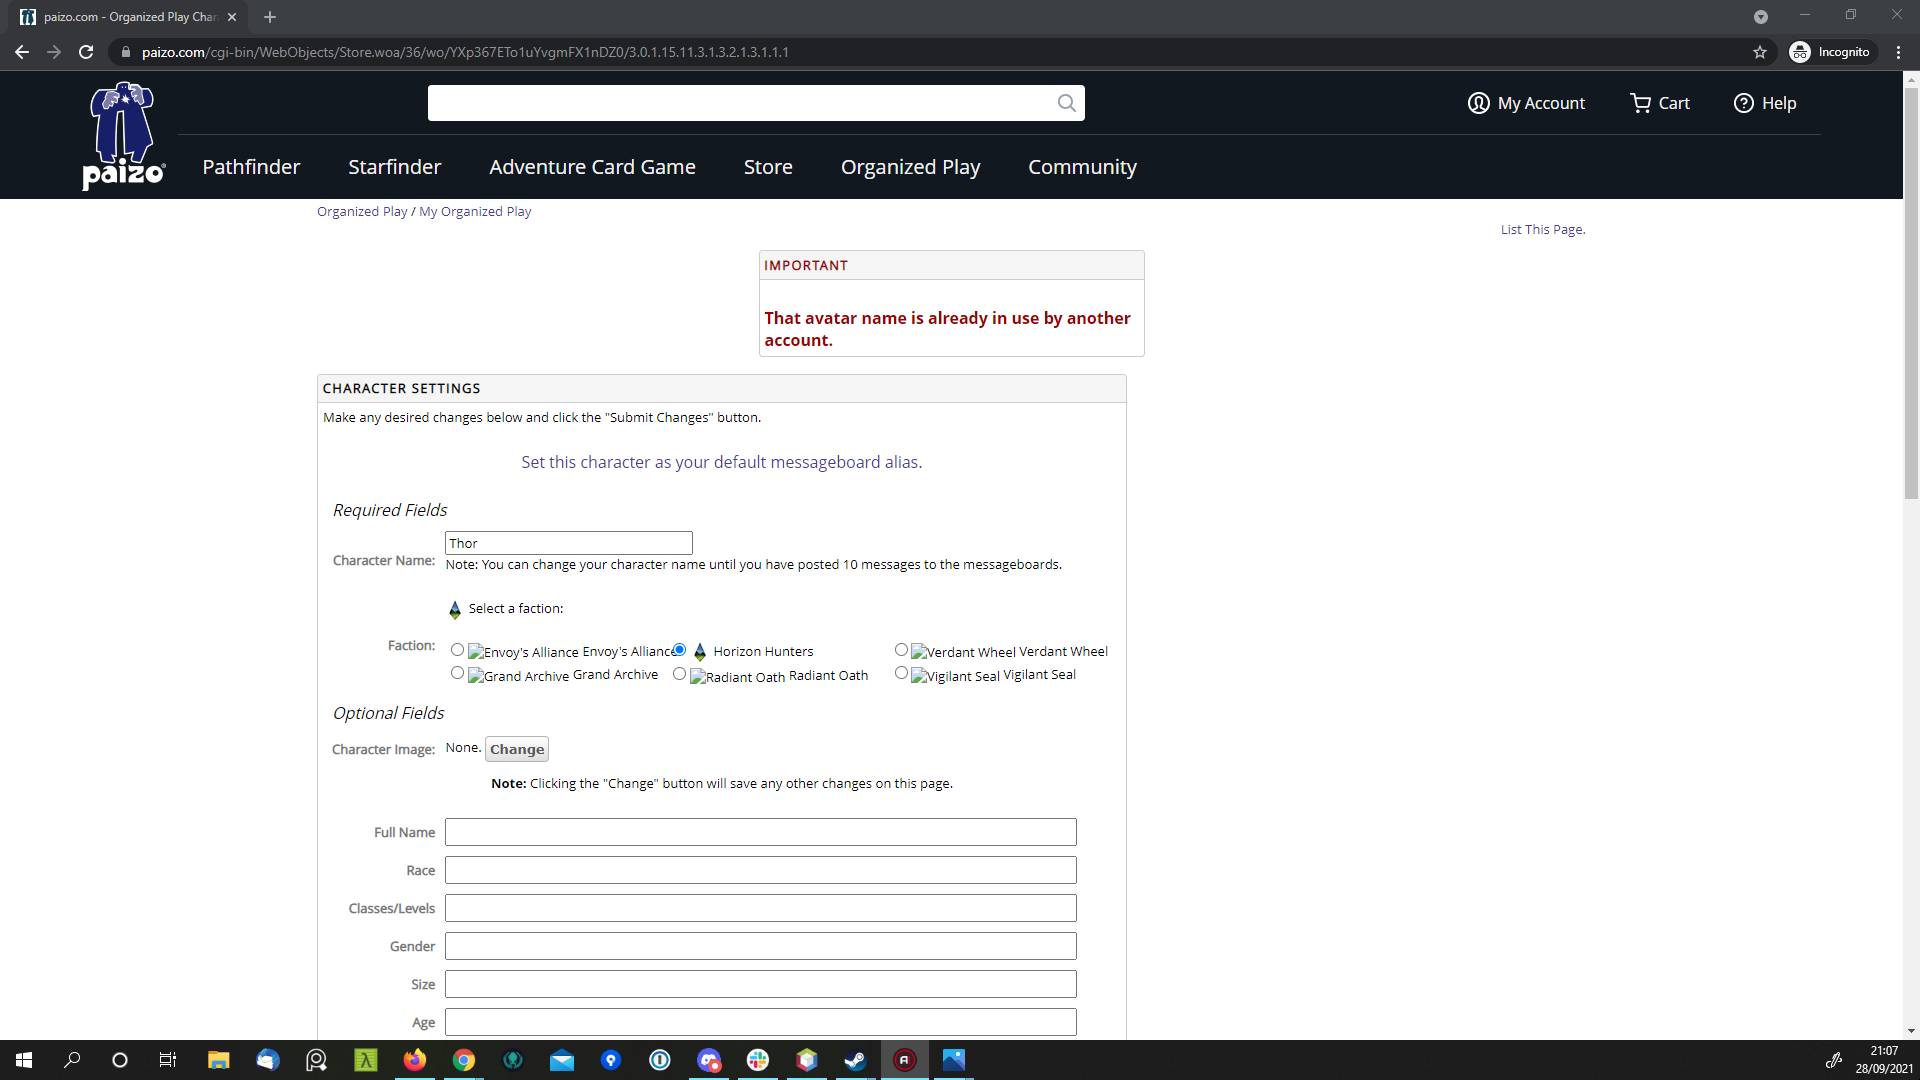 paizo.com - Organized Play Char
paizo.com/cgi-bin/WebObjects/Store.woa/36/wo/YXp367ETo1uYvgmFX1nDZ0/3.0.1.15.11.3.1.3.2.1.3.1.1.1
Incognito
paizo
My Account
Cart
Help
Pathfinder
Starfinder
Adventure Card Game
Store
Organized Play
Community
Organized Play / My Organized Play
List This Page.
IMPORTANT
That avatar name is already in use by another
account.
CHARACTER SETTINGS
Make any desired changes below and click the "Submit Changes" button.
Set this character as your default messageboard alias.
Required Fields
Character Name:
Thor
Note: You can change your character name until you have posted 10 messages to the messageboards.
Select a faction:
Faction:
Envoy's Alliance Envoy's Alliance
Horizon Hunters
Verdant Wheel Verdant Wheel
Grand Archive Grand Archive
Radiant Oath Radiant Oath
Vigilant Seal Vigilant Seal
Optional Fields
Character Image: None. Change
Note: Clicking the "Change" button will save any other changes on this page.
Full Name
Race
Classes/Levels
Gender
Size
Age
21:07
28/09/2021